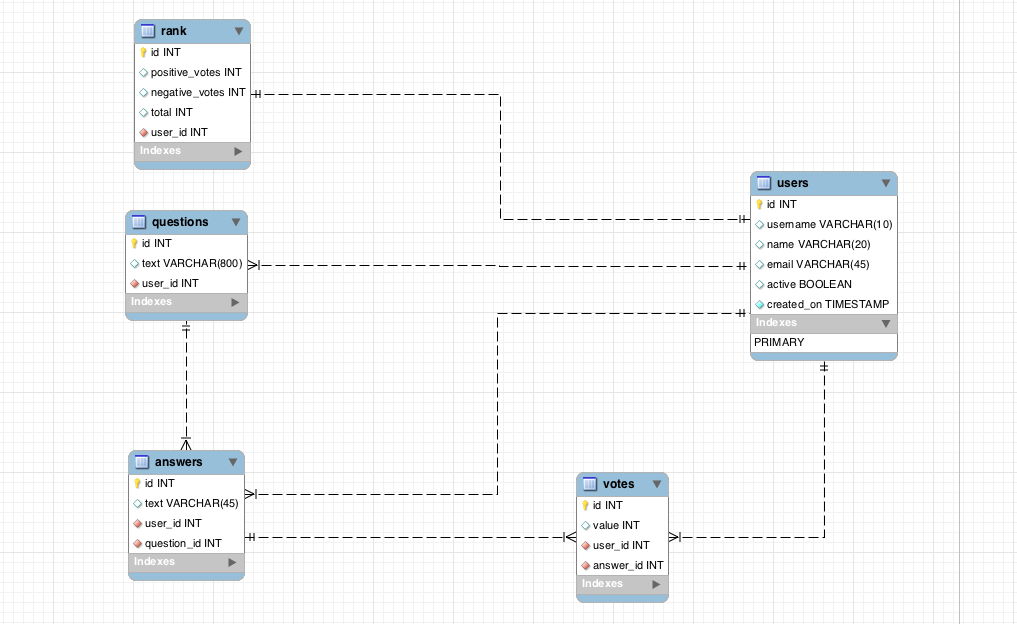 rank
id INT
positive_votes INT
negative_votes INT
total INT
user_id INT
Indexes
users
id INT
username VARCHAR(10)
name VARCHAR(20)
email VARCHAR(45)
active BOOLEAN
created_on TIMESTAMP
Indexes
PRIMARY
questions
id INT
text VARCHAR(800)
user_id INT
Indexes
answers
id INT
text VARCHAR(45)
user_id INT
question_id INT
Indexes
votes
id INT
value INT
user_id INT
answer_id INT
Indexes